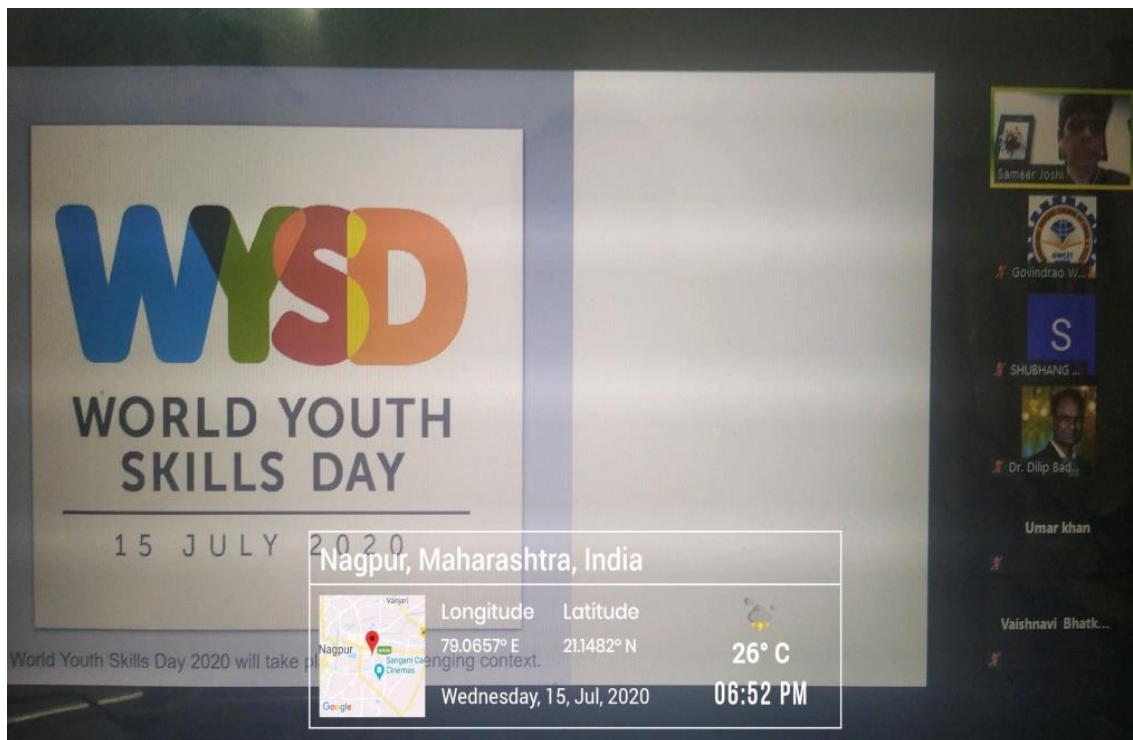 WYSD
WORLD YOUTH
SKILLS DAY
15 JULY 2020
World Youth Skills Day 2020 will take enging context.
Sameer Joshi
Govindrao W...
S
SHUBHANG ...
Dr. Dilip Bad...
Umar khan
Vaishnavi Bhatk...
Nagpur, Maharashtra, India
Vanjari
Nagpur
Sangam
Cinemas
Google
Longitude Latitude
79.0657° E 21.1482° N
26° C
Wednesday, 15, Jul, 2020 06:52 PM